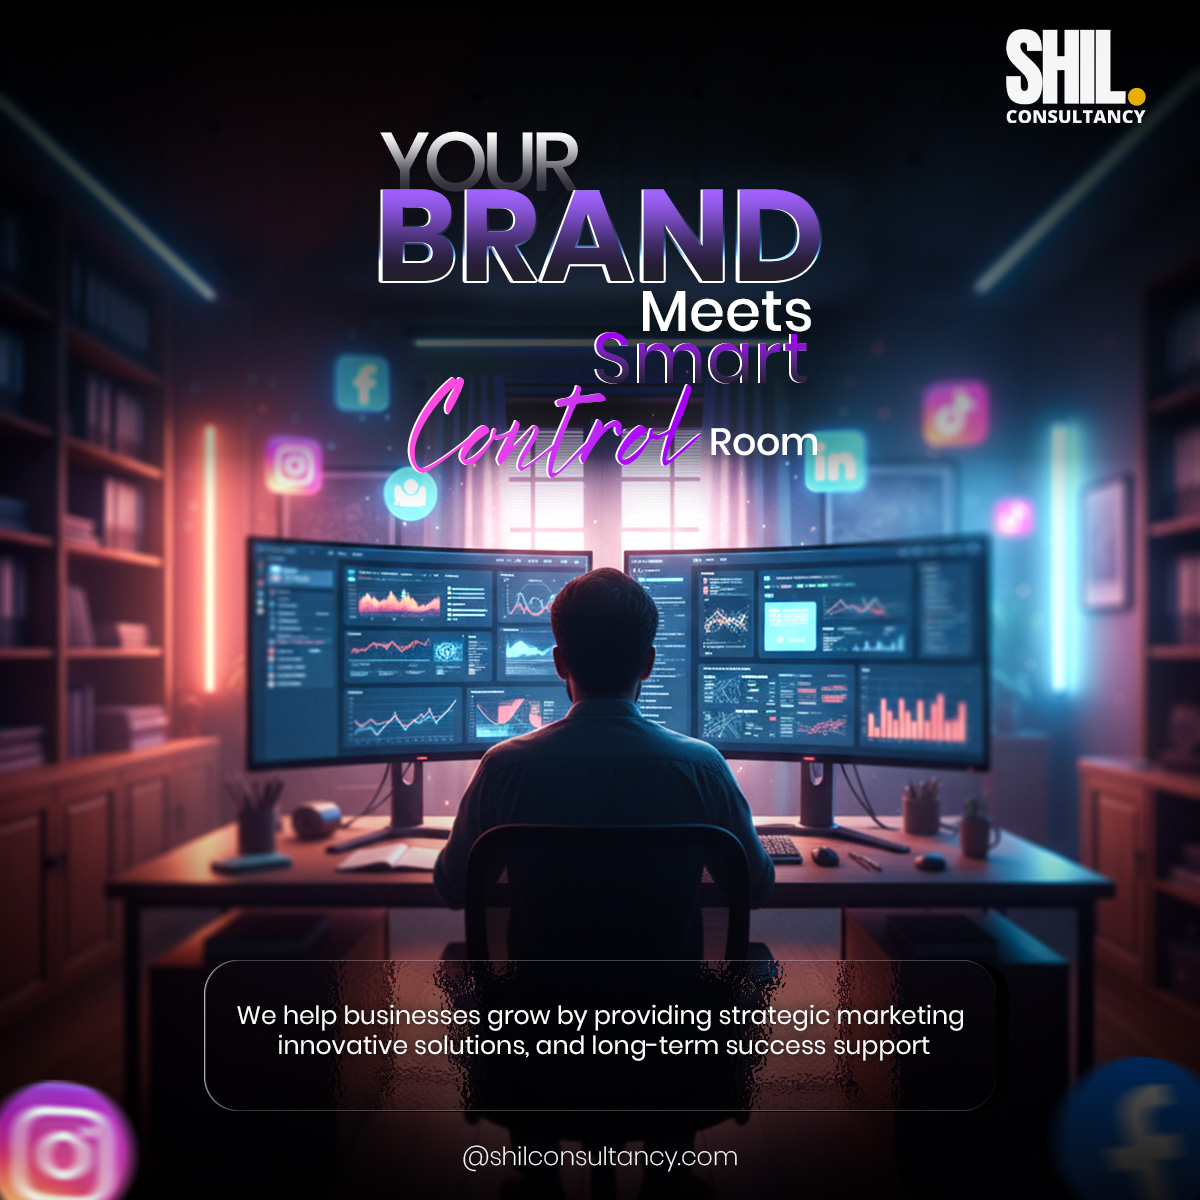 SHIL.
CONSULTANCY
YOUR
BRAND
Meets
Smart
Control Room
We help businesses grow by providing strategic marketing
innovative solutions, and long-term success support
@shilconsultancy.com